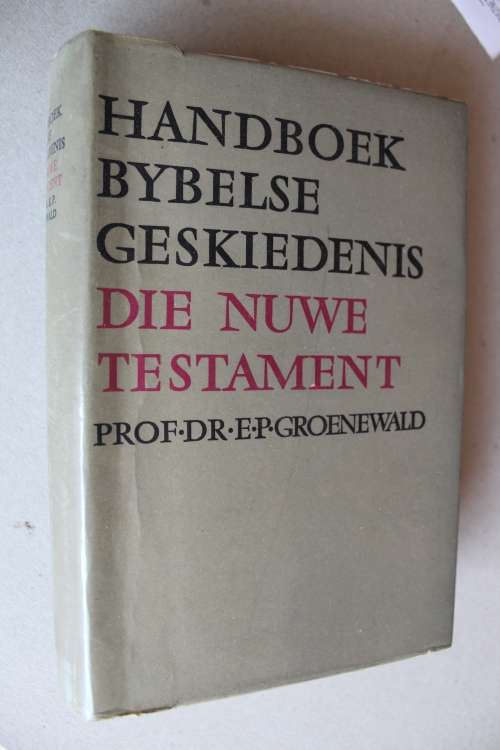 HANDBOEK
BYBELSE
GESKIEDENIS
DIE NUWE
TESTAMENT
PROF·DR·E·P·GROENEWALD